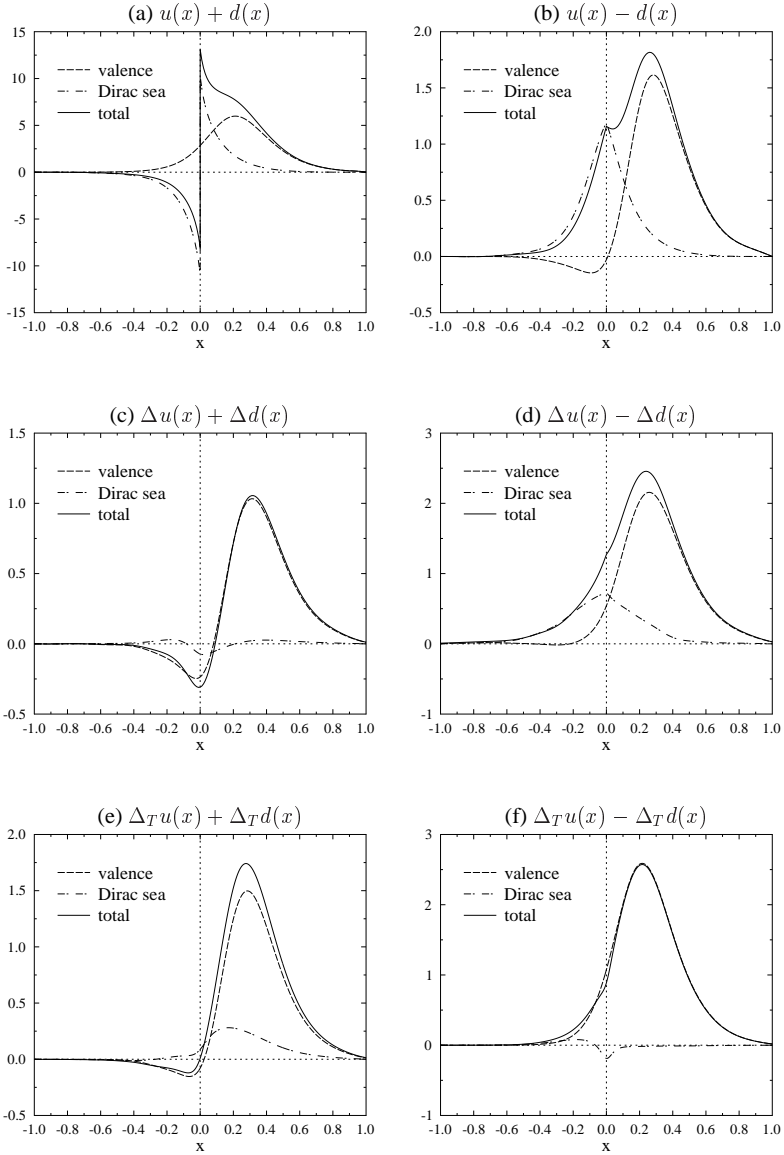 (a) u(x) + d(x)
15
10
5
0
-5
-10
-15
valence
Dirac sea
total
-1.0 -0.8 -0.6 -0.4 -0.2 0.0 0.2 0.4 0.6 0.8 1.0
x
(b) u(x) − d(x)
2.0
1.5
1.0
0.5
0.0
-0.5
valence
Dirac sea
total
-1.0 -0.8 -0.6 -0.4 -0.2 0.0 0.2 0.4 0.6 0.8 1.0
x
(c) Δu(x) + Δd(x)
1.5
1.0
0.5
0.0
-0.5
valence
Dirac sea
total
-1.0 -0.8 -0.6 -0.4 -0.2 0.0 0.2 0.4 0.6 0.8 1.0
x
(d) Δu(x) − Δd(x)
3
2
1
0
-1
valence
Dirac sea
total
-1.0 -0.8 -0.6 -0.4 -0.2 0.0 0.2 0.4 0.6 0.8 1.0
x
(e) Δ_T u(x) + Δ_T d(x)
2.0
1.5
1.0
0.5
0.0
-0.5
valence
Dirac sea
total
-1.0 -0.8 -0.6 -0.4 -0.2 0.0 0.2 0.4 0.6 0.8 1.0
x
(f) Δ_T u(x) − Δ_T d(x)
3
2
1
0
-1
valence
Dirac sea
total
-1.0 -0.8 -0.6 -0.4 -0.2 0.0 0.2 0.4 0.6 0.8 1.0
x